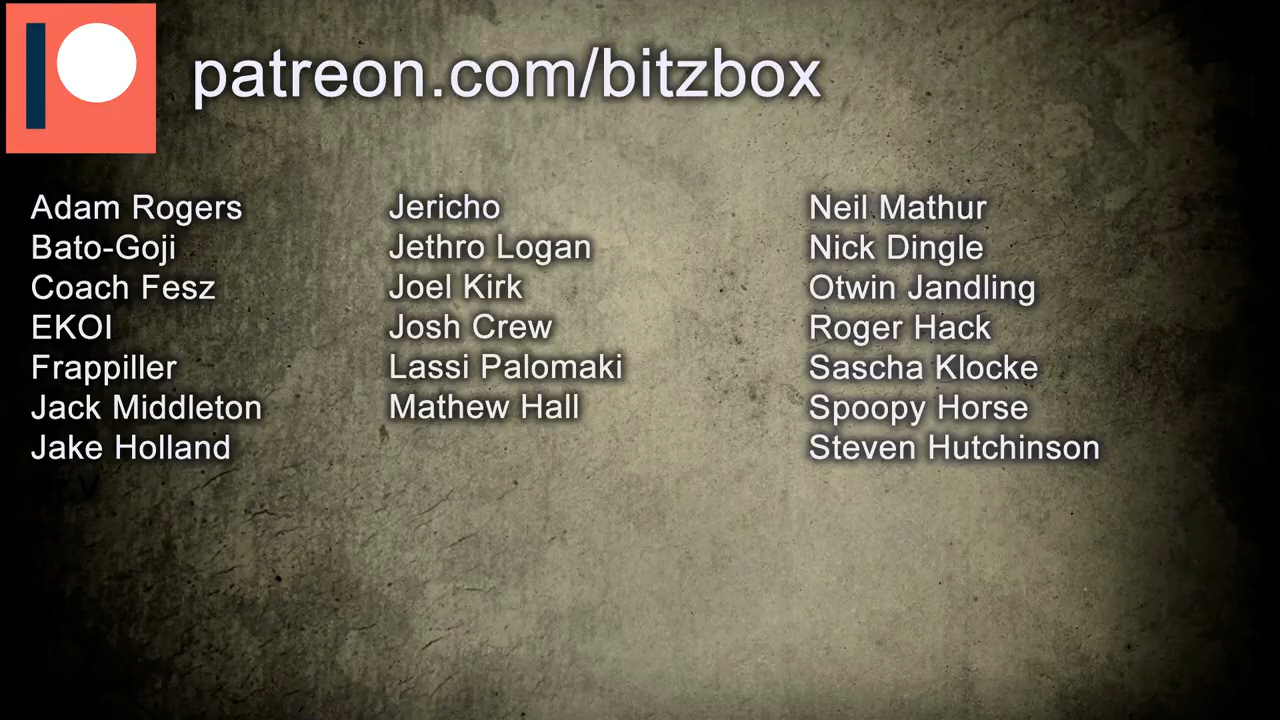 patreon.com/bitzbox
Adam Rogers
Bato-Goji
Coach Fesz
EKOI
Frappiller
Jack Middleton
Jake Holland
Jericho
Jethro Logan
Joel Kirk
Josh Crew
Lassi Palomaki
Mathew Hall
Neil Mathur
Nick Dingle
Otwin Jandling
Roger Hack
Sascha Klocke
Spoopy Horse
Steven Hutchinson